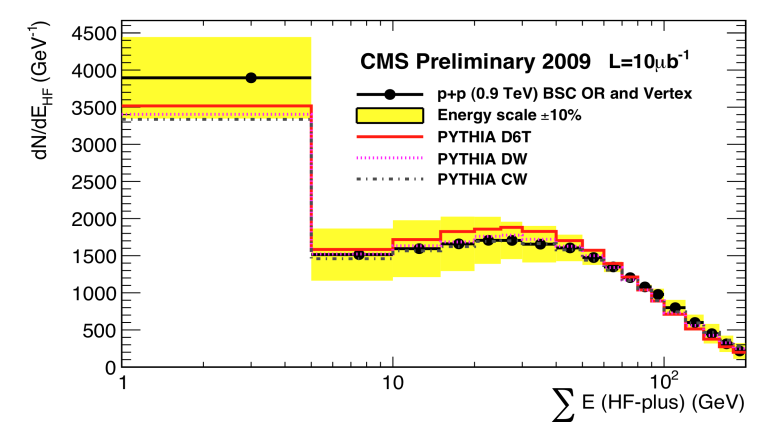 dN/dE_HF (GeV⁻¹)
4500
4000
3500
3000
2500
2000
1500
1000
500
0
CMS Preliminary 2009 L=10μb⁻¹
p+p (0.9 TeV) BSC OR and Vertex
Energy scale ±10%
PYTHIA D6T
PYTHIA DW
PYTHIA CW
1 10 10²
∑ E (HF-plus) (GeV)